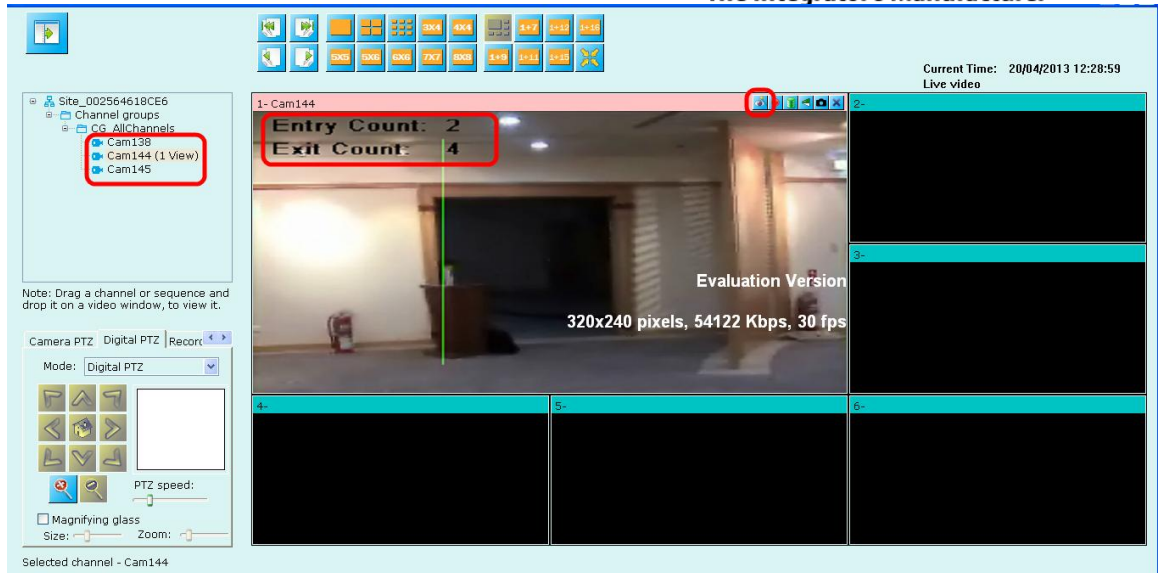 3X4 4X4 1+7 1+12 1+16
5X5 5X6 6X6 7X7 8X8 1+9 1+11 1+15
Current Time: 20/04/2013 12:28:59
Live video
Site_002564618CE6
Channel groups
CG_AllChannels
Cam138
Cam144 (1 View)
Cam145
Note: Drag a channel or sequence and
drop it on a video window, to view it.
Camera PTZ Digital PTZ Record
Mode: Digital PTZ
PTZ speed:
Magnifying glass
Size: Zoom:
Selected channel - Cam144
1- Cam144
Entry Count: 2
Exit Count: 4
Evaluation Version
320x240 pixels, 54122 Kbps, 30 fps
2-
3-
4-
5-
6-